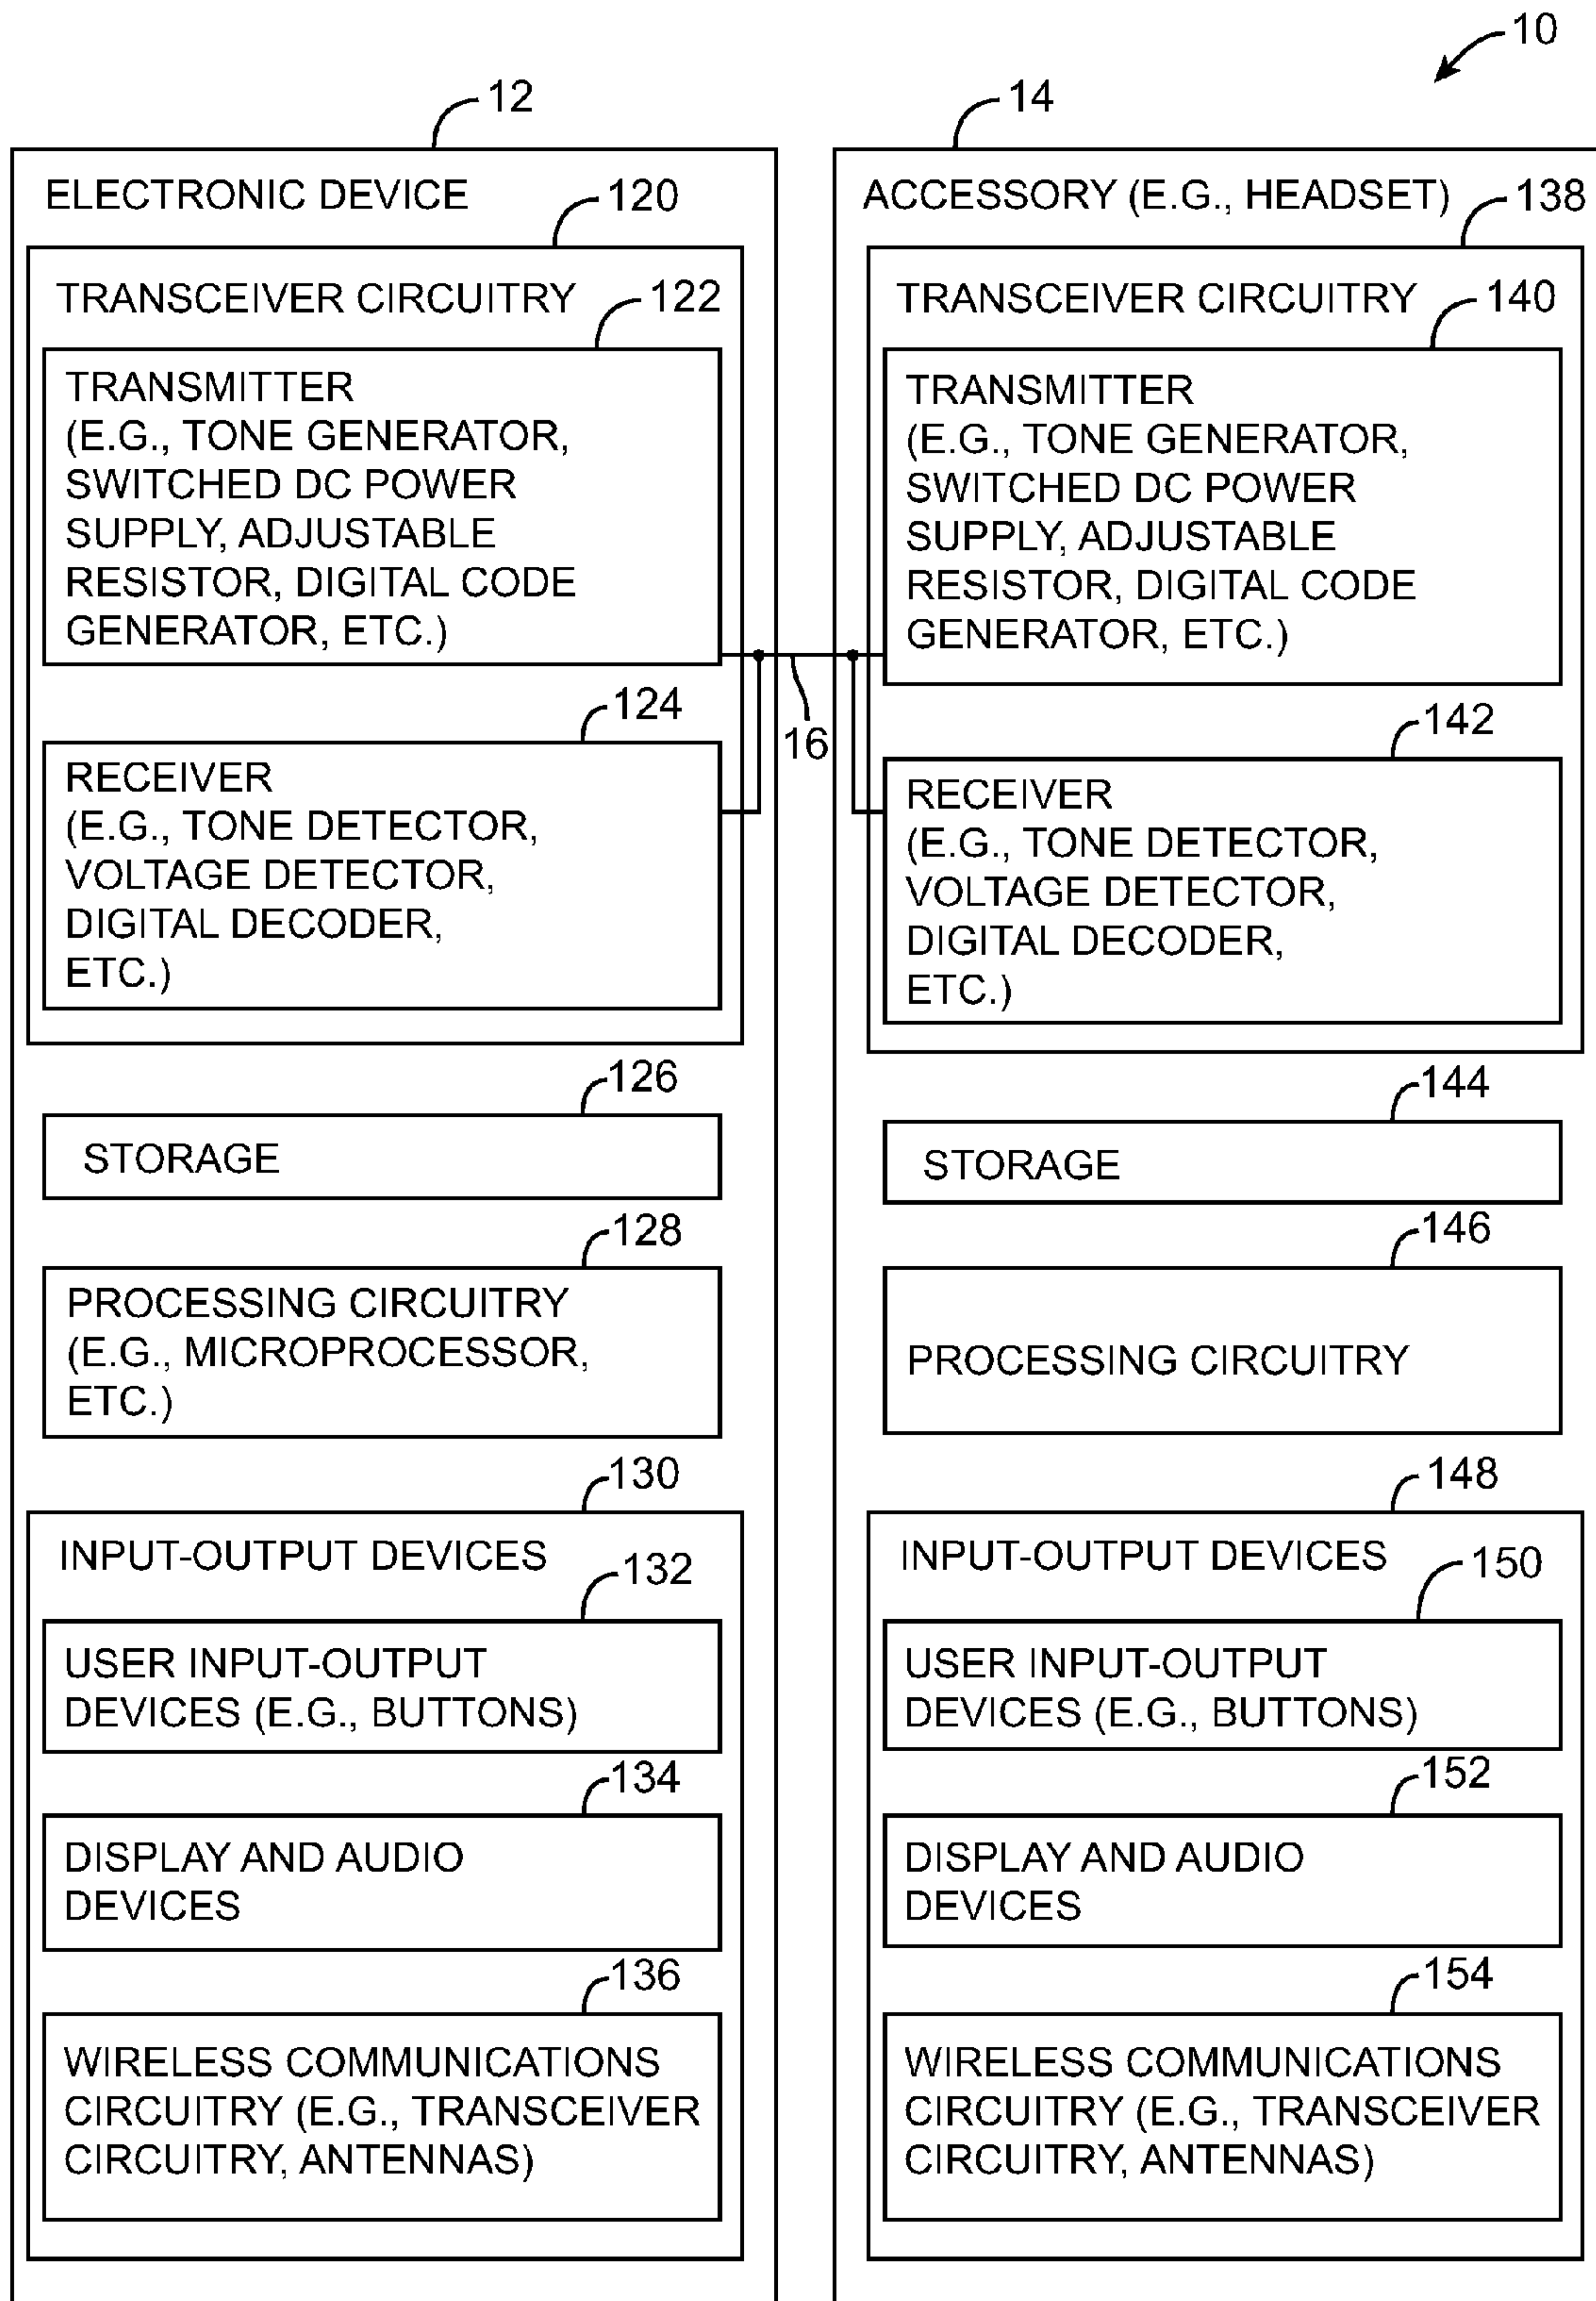 10
12
ELECTRONIC DEVICE
120
TRANSCEIVER CIRCUITRY
122
TRANSMITTER
(E.G., TONE GENERATOR,
SWITCHED DC POWER
SUPPLY, ADJUSTABLE
RESISTOR, DIGITAL CODE
GENERATOR, ETC.)
124
RECEIVER
(E.G., TONE DETECTOR,
VOLTAGE DETECTOR,
DIGITAL DECODER,
ETC.)
126
STORAGE
128
PROCESSING CIRCUITRY
(E.G., MICROPROCESSOR,
ETC.)
130
INPUT-OUTPUT DEVICES
132
USER INPUT-OUTPUT
DEVICES (E.G., BUTTONS)
134
DISPLAY AND AUDIO
DEVICES
136
WIRELESS COMMUNICATIONS
CIRCUITRY (E.G., TRANSCEIVER
CIRCUITRY, ANTENNAS)
16
14
ACCESSORY (E.G., HEADSET)
138
TRANSCEIVER CIRCUITRY
140
TRANSMITTER
(E.G., TONE GENERATOR,
SWITCHED DC POWER
SUPPLY, ADJUSTABLE
RESISTOR, DIGITAL CODE
GENERATOR, ETC.)
142
RECEIVER
(E.G., TONE DETECTOR,
VOLTAGE DETECTOR,
DIGITAL DECODER,
ETC.)
144
STORAGE
146
PROCESSING CIRCUITRY
148
INPUT-OUTPUT DEVICES
150
USER INPUT-OUTPUT
DEVICES (E.G., BUTTONS)
152
DISPLAY AND AUDIO
DEVICES
154
WIRELESS COMMUNICATIONS
CIRCUITRY (E.G., TRANSCEIVER
CIRCUITRY, ANTENNAS)